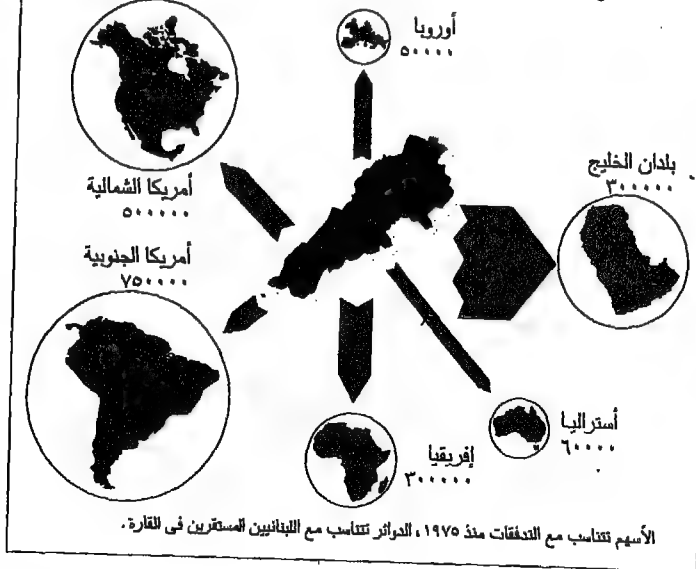 أوروبا
٥٠٠٠٠
بلدان الخليج
٣٠٠٠٠٠
أمريكا الشمالية
٥٠٠٠٠٠
أمريكا الجنوبية
٧٥٠٠٠٠
أستراليا
٦٠٠٠٠
إفريقيا
٣٠٠٠٠٠
الأسهم تتناسب مع التدفقات منذ ١٩٧٥، الدوائر تتناسب مع اللبنانيين المستقرين فى القارة.